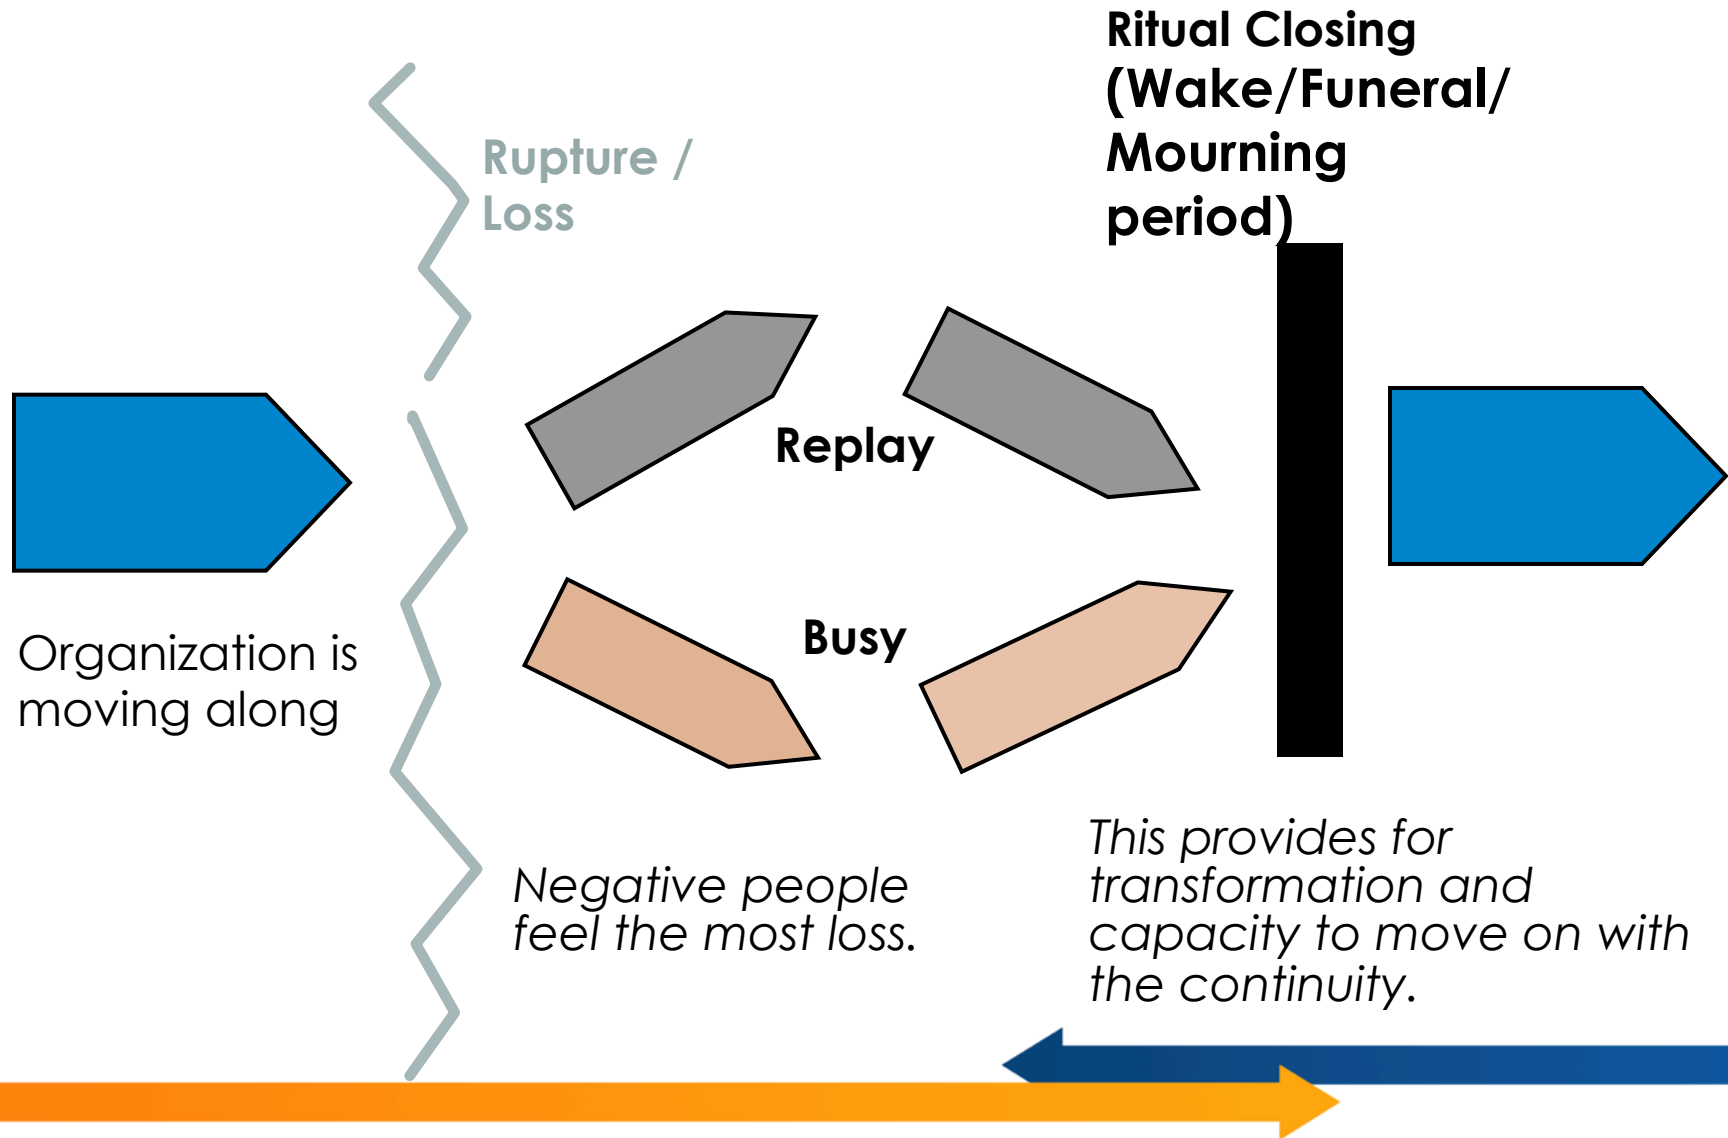 Ritual Closing
(Wake/Funeral/
Mourning
period)
Rupture /
Loss
Replay
Busy
Organization is
moving along
Negative people
feel the most loss.
This provides for
transformation and
capacity to move on with
the continuity.